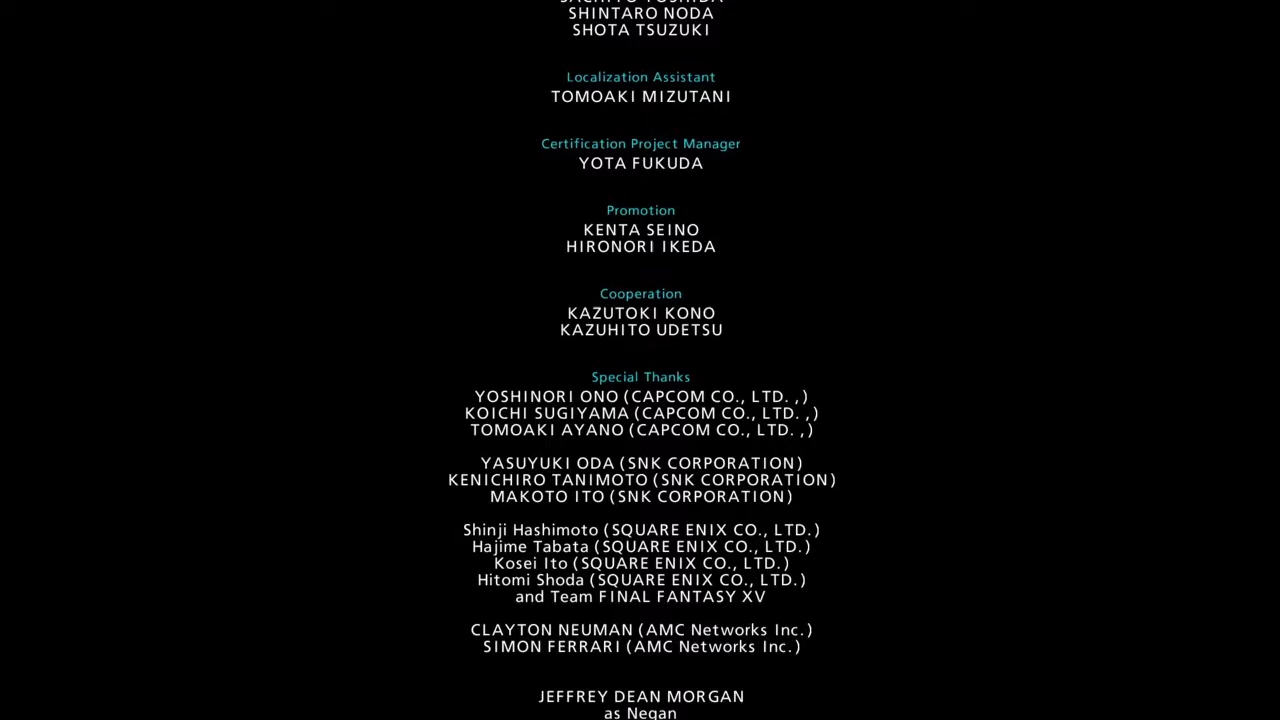 SHINTARO NODA
SHOTA TSUZUKI
Localization Assistant
TOMOAKI MIZUTANI
Certification Project Manager
YOTA FUKUDA
Promotion
KENTA SEINO
HIRONORI IKEDA
Cooperation
KAZUTOKI KONO
KAZUHITO UDETSU
Special Thanks
YOSHINORI ONO (CAPCOM CO., LTD. ,)
KOICHI SUGIYAMA (CAPCOM CO., LTD. ,)
TOMOAKI AYANO (CAPCOM CO., LTD. ,)
YASUYUKI ODA (SNK CORPORATION)
KENICHIRO TANIMOTO (SNK CORPORATION)
MAKOTO ITO (SNK CORPORATION)
Shinji Hashimoto (SQUARE ENIX CO., LTD.)
Hajime Tabata (SQUARE ENIX CO., LTD.)
Kosei Ito (SQUARE ENIX CO., LTD.)
Hitomi Shoda (SQUARE ENIX CO., LTD.)
and Team FINAL FANTASY XV
CLAYTON NEUMAN (AMC Networks Inc.)
SIMON FERRARI (AMC Networks Inc.)
JEFFREY DEAN MORGAN
as Negan